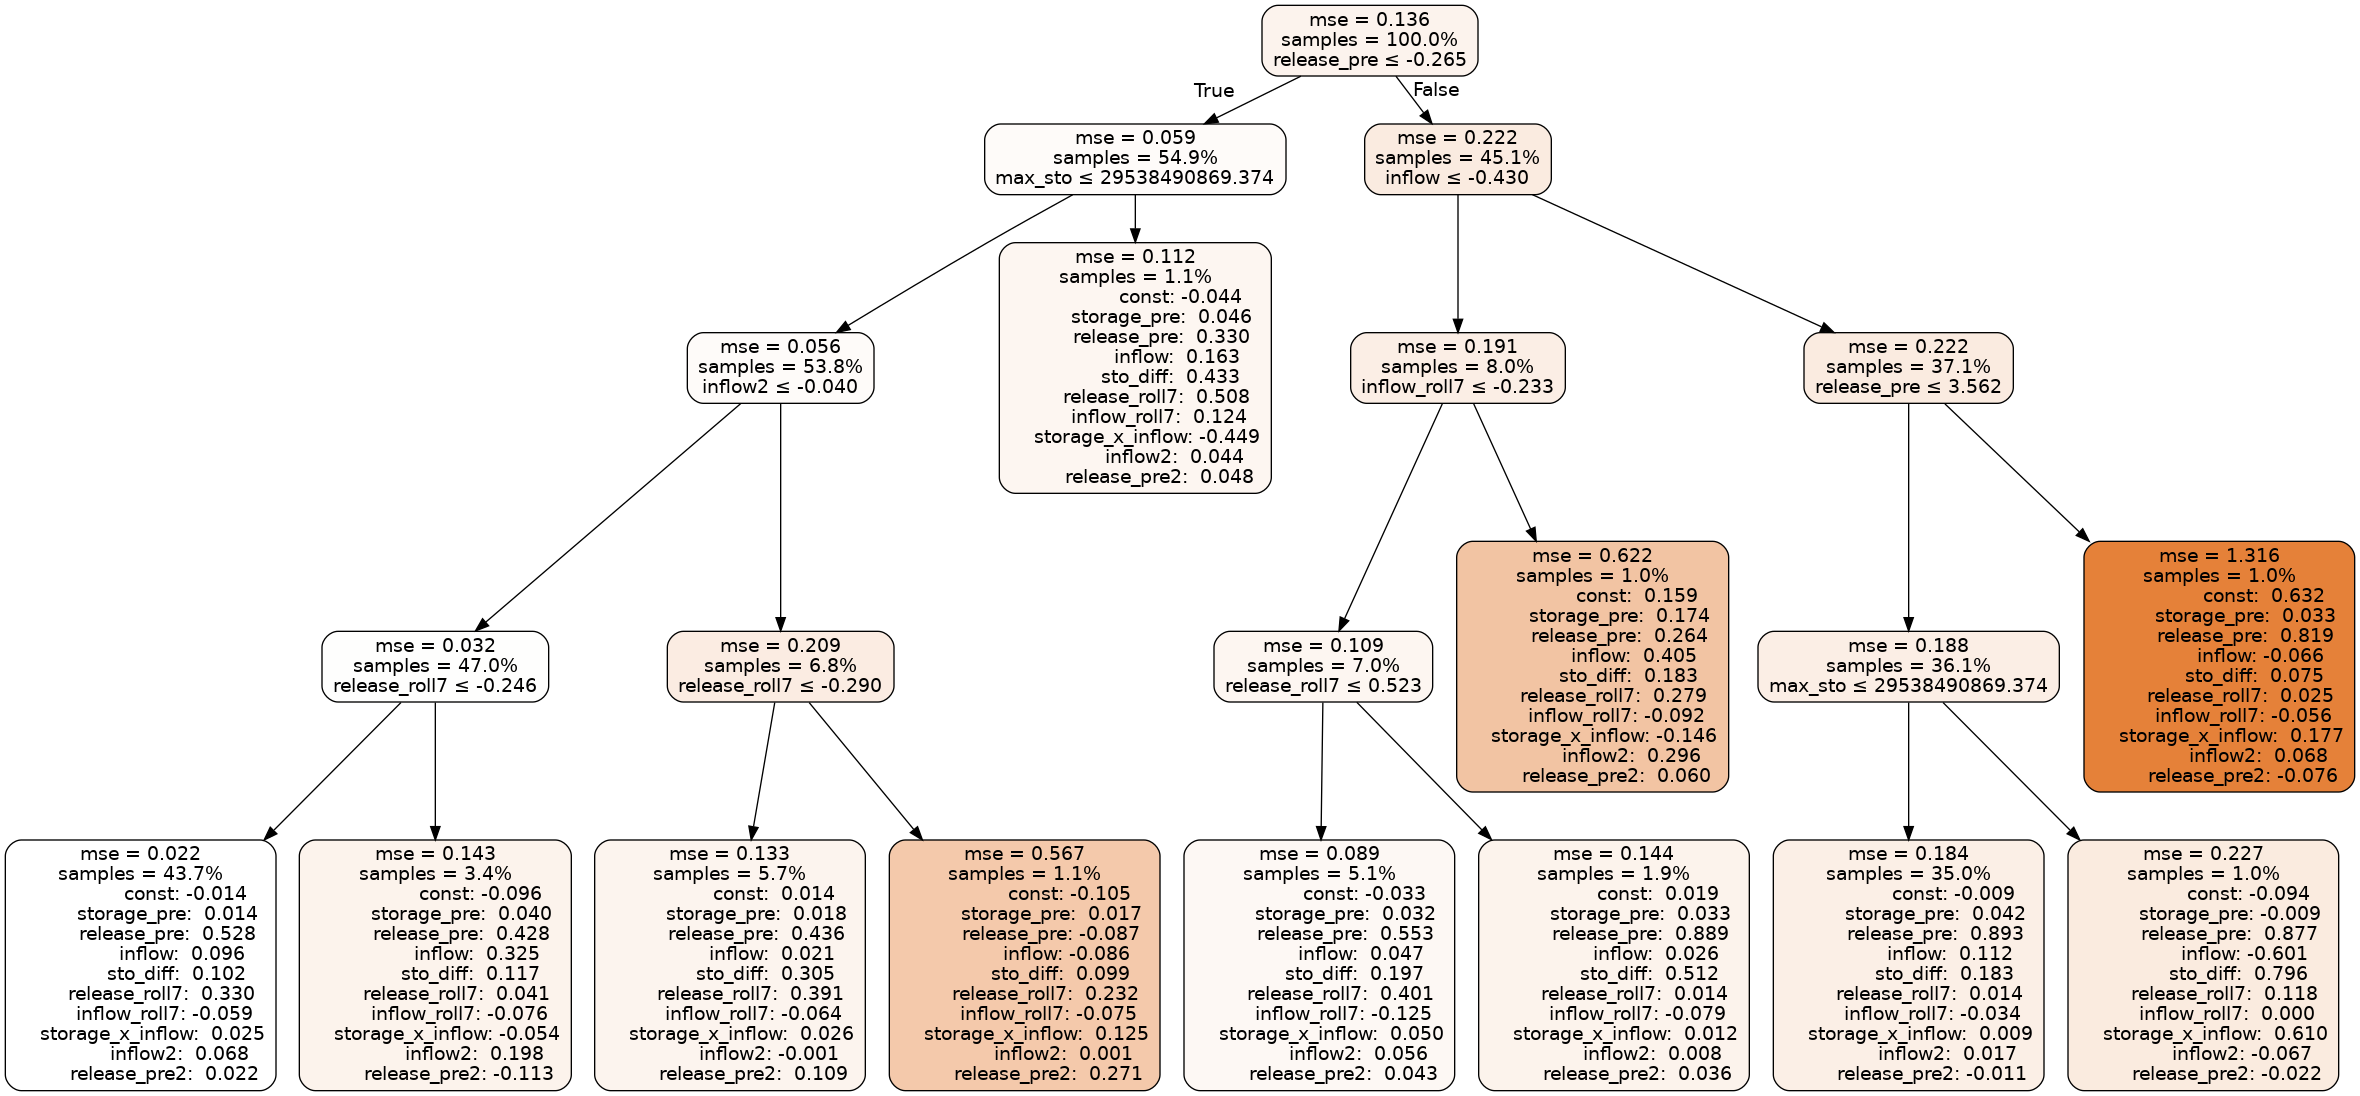 mse = 0.136
samples = 100.0%
release_pre ≤ -0.265
True
False
mse = 0.059
samples = 54.9%
max_sto ≤ 29538490869.374
mse = 0.222
samples = 45.1%
inflow ≤ -0.430
mse = 0.112
samples = 1.1%
const: -0.044
storage_pre:  0.046
release_pre:  0.330
inflow:  0.163
sto_diff:  0.433
release_roll7:  0.508
inflow_roll7:  0.124
storage_x_inflow: -0.449
inflow2:  0.044
release_pre2:  0.048
mse = 0.056
samples = 53.8%
inflow2 ≤ -0.040
mse = 0.191
samples = 8.0%
inflow_roll7 ≤ -0.233
mse = 0.222
samples = 37.1%
release_pre ≤ 3.562
mse = 0.622
samples = 1.0%
const:  0.159
storage_pre:  0.174
release_pre:  0.264
inflow:  0.405
sto_diff:  0.183
release_roll7:  0.279
inflow_roll7: -0.092
storage_x_inflow: -0.146
inflow2:  0.296
release_pre2:  0.060
mse = 1.316
samples = 1.0%
const:  0.632
storage_pre:  0.033
release_pre:  0.819
inflow: -0.066
sto_diff:  0.075
release_roll7:  0.025
inflow_roll7: -0.056
storage_x_inflow:  0.177
inflow2:  0.068
release_pre2: -0.076
mse = 0.032
samples = 47.0%
release_roll7 ≤ -0.246
mse = 0.209
samples = 6.8%
release_roll7 ≤ -0.290
mse = 0.109
samples = 7.0%
release_roll7 ≤ 0.523
mse = 0.188
samples = 36.1%
max_sto ≤ 29538490869.374
mse = 0.022
samples = 43.7%
const: -0.014
storage_pre:  0.014
release_pre:  0.528
inflow:  0.096
sto_diff:  0.102
release_roll7:  0.330
inflow_roll7: -0.059
storage_x_inflow:  0.025
inflow2:  0.068
release_pre2:  0.022
mse = 0.143
samples = 3.4%
const: -0.096
storage_pre:  0.040
release_pre:  0.428
inflow:  0.325
sto_diff:  0.117
release_roll7:  0.041
inflow_roll7: -0.076
storage_x_inflow: -0.054
inflow2:  0.198
release_pre2: -0.113
mse = 0.133
samples = 5.7%
const:  0.014
storage_pre:  0.018
release_pre:  0.436
inflow:  0.021
sto_diff:  0.305
release_roll7:  0.391
inflow_roll7: -0.064
storage_x_inflow:  0.026
inflow2: -0.001
release_pre2:  0.109
mse = 0.567
samples = 1.1%
const: -0.105
storage_pre:  0.017
release_pre: -0.087
inflow: -0.086
sto_diff:  0.099
release_roll7:  0.232
inflow_roll7: -0.075
storage_x_inflow:  0.125
inflow2:  0.001
release_pre2:  0.271
mse = 0.089
samples = 5.1%
const: -0.033
storage_pre:  0.032
release_pre:  0.553
inflow:  0.047
sto_diff:  0.197
release_roll7:  0.401
inflow_roll7: -0.125
storage_x_inflow:  0.050
inflow2:  0.056
release_pre2:  0.043
mse = 0.144
samples = 1.9%
const:  0.019
storage_pre:  0.033
release_pre:  0.889
inflow:  0.026
sto_diff:  0.512
release_roll7:  0.014
inflow_roll7: -0.079
storage_x_inflow:  0.012
inflow2:  0.008
release_pre2:  0.036
mse = 0.184
samples = 35.0%
const: -0.009
storage_pre:  0.042
release_pre:  0.893
inflow:  0.112
sto_diff:  0.183
release_roll7:  0.014
inflow_roll7: -0.034
storage_x_inflow:  0.009
inflow2:  0.017
release_pre2: -0.011
mse = 0.227
samples = 1.0%
const: -0.094
storage_pre: -0.009
release_pre:  0.877
inflow: -0.601
sto_diff:  0.796
release_roll7:  0.118
inflow_roll7:  0.000
storage_x_inflow:  0.610
inflow2: -0.067
release_pre2: -0.022